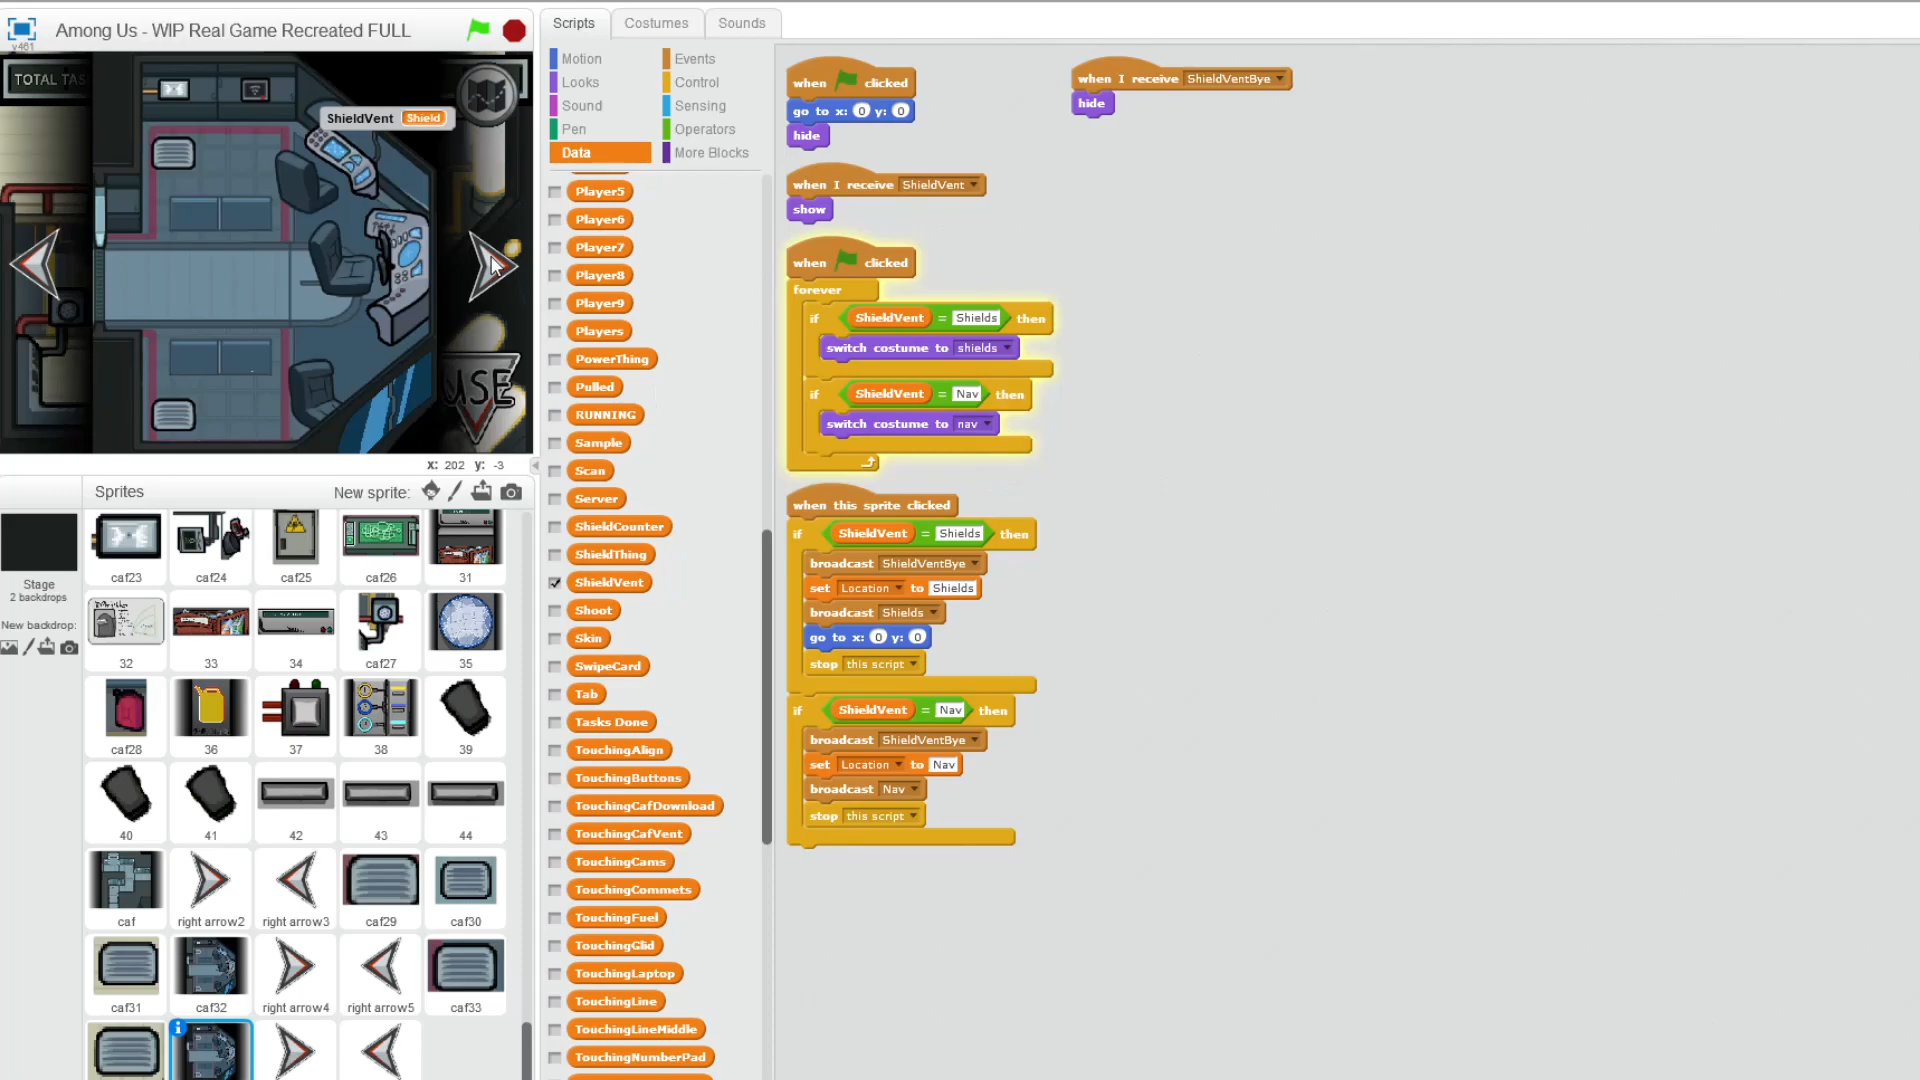 Among Us - WIP Real Game Recreated FULL
v461
TOTAL TAS
ShieldVent Shield
USE
x: 202 y: -3
Sprites
New sprite:
Stage
2 backdrops
New backdrop:
caf23 caf24 caf25 caf26 31
32 33 34 caf27 35
caf28 36 37 38 39
40 41 42 43 44
caf right arrow2 right arrow3 caf29 caf30
caf31 caf32 right arrow4 right arrow5 caf33
Scripts Costumes Sounds
Motion Events
Looks Control
Sound Sensing
Pen Operators
Data More Blocks
Player5
Player6
Player7
Player8
Player9
Players
PowerThing
Pulled
RUNNING
Sample
Scan
Server
ShieldCounter
ShieldThing
ShieldVent
Shoot
Skin
SwipeCard
Tab
Tasks Done
TouchingAlign
TouchingButtons
TouchingCafDownload
TouchingCafVent
TouchingCams
TouchingCommets
TouchingFuel
TouchingGlid
TouchingLaptop
TouchingLine
TouchingLineMiddle
TouchingNumberPad
when clicked
go to x: 0 y: 0
hide
when I receive ShieldVent
show
when clicked
forever
if ShieldVent = Shields then
switch costume to shields
if ShieldVent = Nav then
switch costume to nav
when this sprite clicked
if ShieldVent = Shields then
broadcast ShieldVentBye
set Location to Shields
broadcast Shields
go to x: 0 y: 0
stop this script
if ShieldVent = Nav then
broadcast ShieldVentBye
set Location to Nav
broadcast Nav
stop this script
when I receive ShieldVentBye
hide